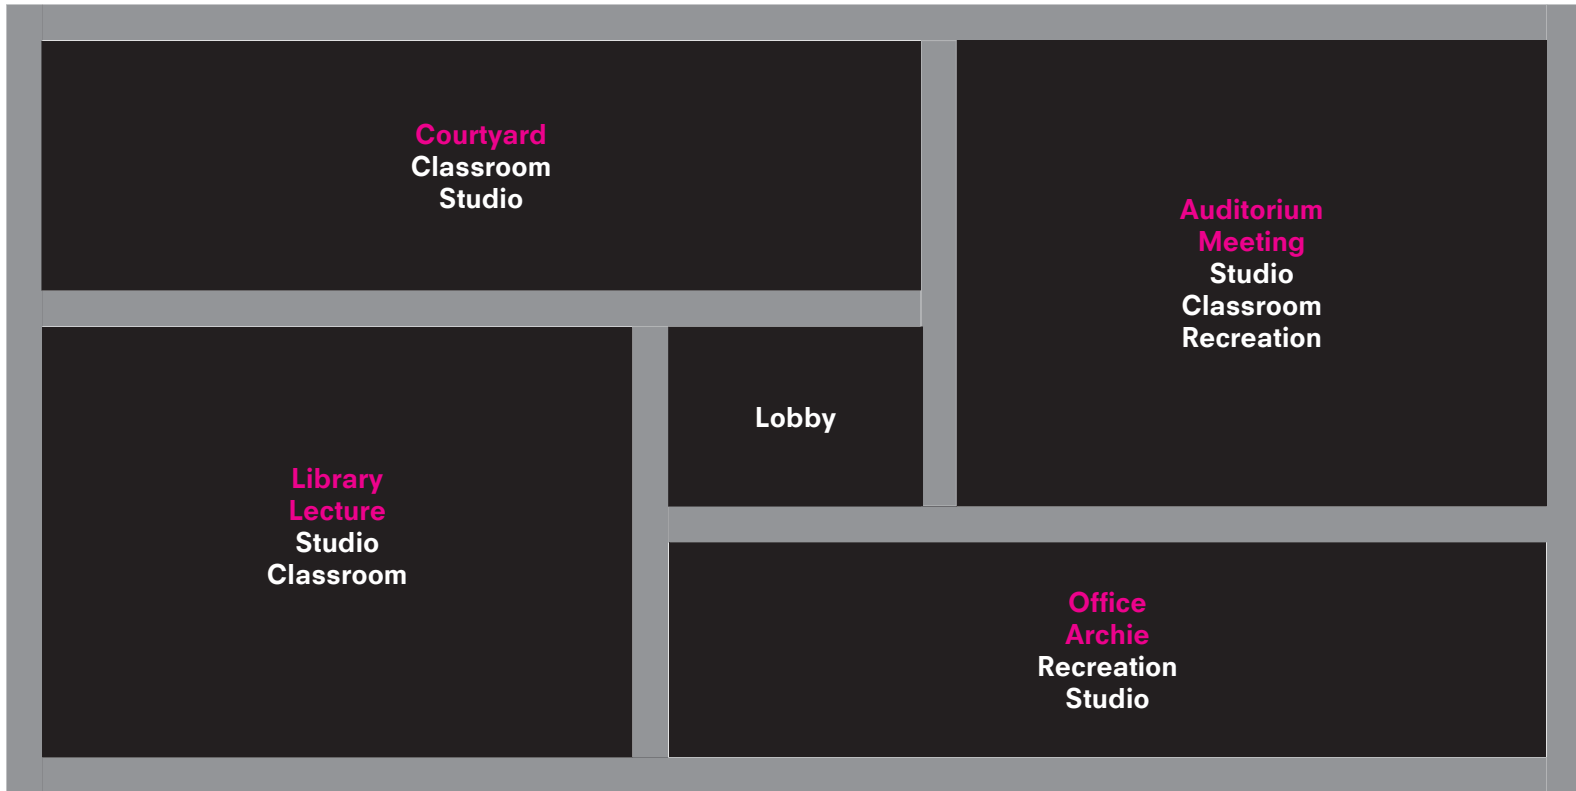 Courtyard
Classroom
Studio
Auditorium
Meeting
Studio
Classroom
Recreation
Lobby
Library
Lecture
Studio
Classroom
Office
Archie
Recreation
Studio